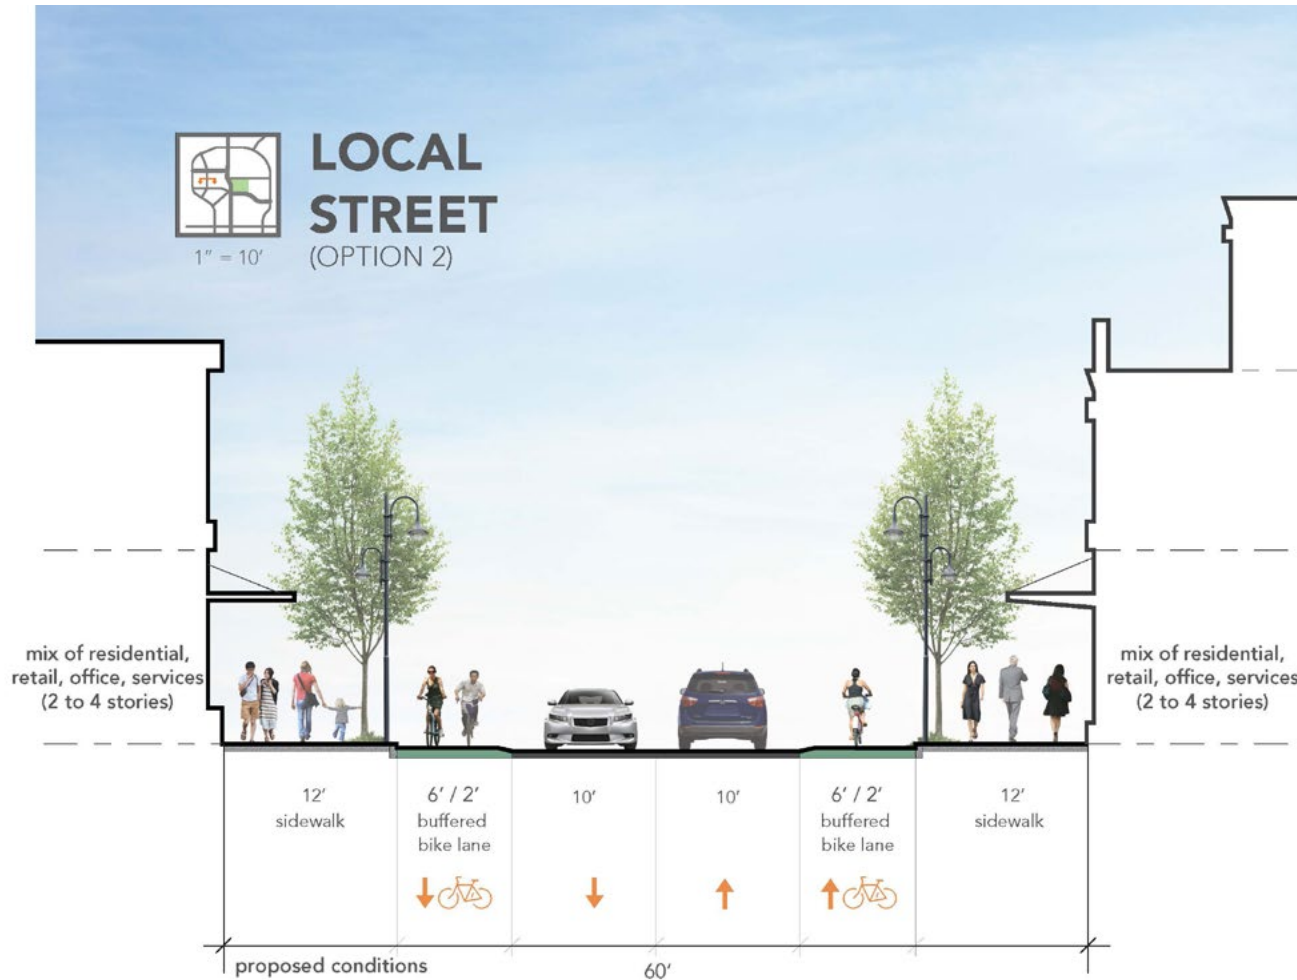 LOCAL
STREET
1" = 10'
(OPTION 2)
mix of residential,
retail, office, services
(2 to 4 stories)
mix of residential,
retail, office, services
(2 to 4 stories)
12'
sidewalk
6' / 2'
buffered
bike lane
10'
10'
6' / 2'
buffered
bike lane
12'
sidewalk
proposed conditions
60'